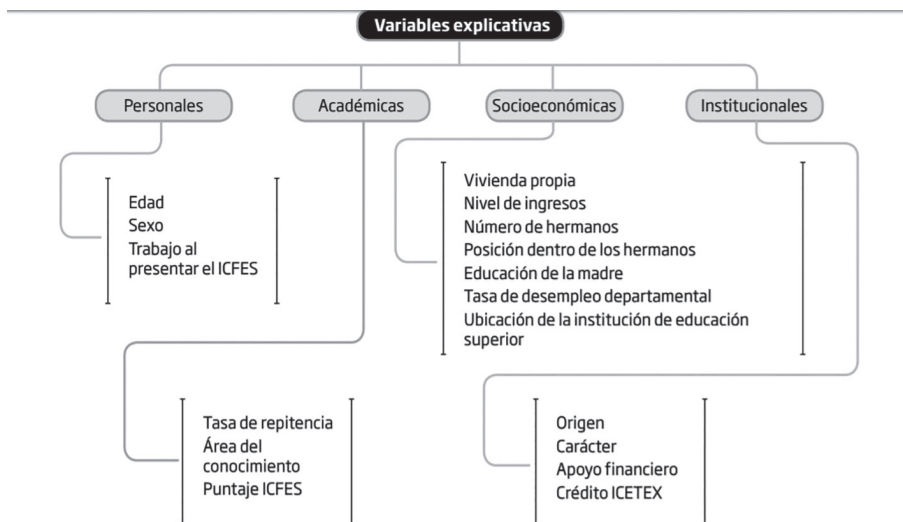 Variables explicativas
Personales
Académicas
Socioeconómicas
Institucionales
Edad
Sexo
Trabajo al
presentar el ICFES
Vivienda propia
Nivel de ingresos
Número de hermanos
Posición dentro de los hermanos
Educación de la madre
Tasa de desempleo departamental
Ubicación de la institución de educación
superior
Tasa de repitencia
Área del
conocimiento
Puntaje ICFES
Origen
Carácter
Apoyo financiero
Crédito ICETEX